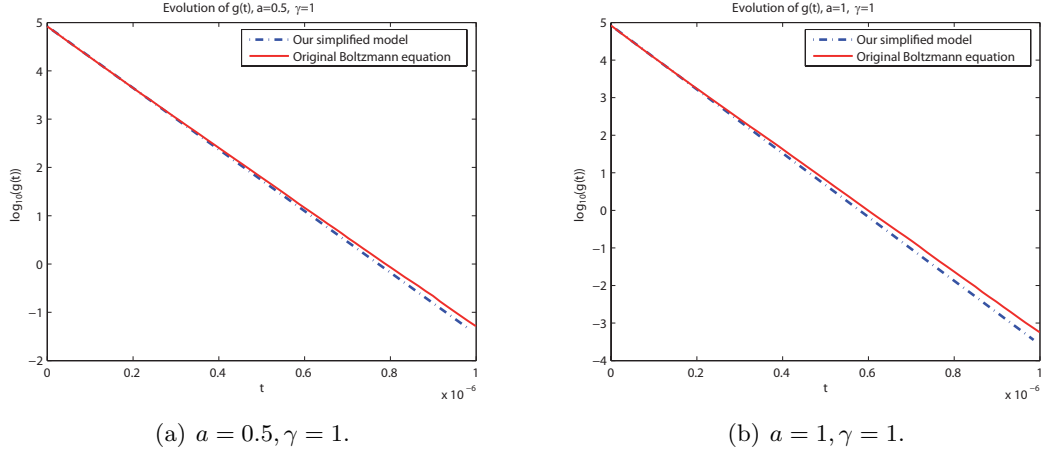 Evolution of g(t), a=0.5, γ=1
Our simplified model
Original Boltzmann equation
log₁₀(g(t))
5
4
3
2
1
0
−1
−2
0
0.2
0.4
0.6
0.8
1
t
x 10⁻⁶
(a) a = 0.5, γ = 1.
Evolution of g(t), a=1, γ=1
Our simplified model
Original Boltzmann equation
log₁₀(g(t))
5
4
3
2
1
0
−1
−2
−3
−4
0
0.2
0.4
0.6
0.8
1
t
x 10⁻⁶
(b) a = 1, γ = 1.